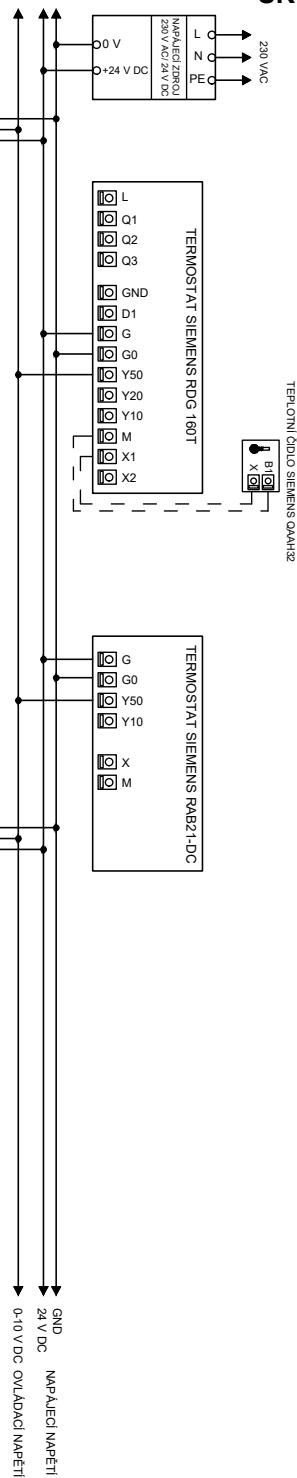 L
N
PE
230 VAC
NAPÁJECÍ ZDROJ
230 V AC/ 24 V DC
0 V
+24 V DC
TERMOSTAT SIEMENS RDG 160T
L
Q1
Q2
Q3
GND
D1
G
G0
Y50
Y20
Y10
M
X1
X2
TEPLOTNÍ ČIDLO SIEMENS QAAH32
B1
X
TERMOSTAT SIEMENS RAB21-DC
G
G0
Y50
Y10
X
M
GND
24 V DC
NAPÁJECÍ NAPĚTÍ
0-10 V DC OVLÁDACÍ NAPĚTÍ